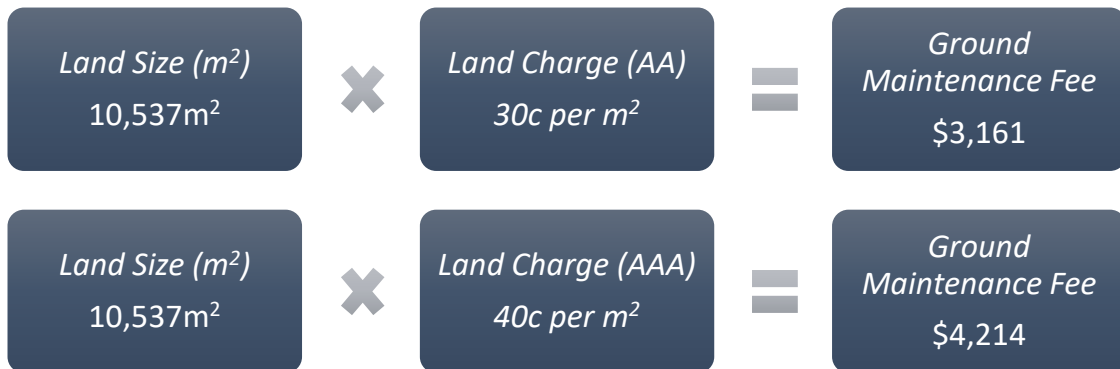 Land Size (m²)
10,537m²
Land Charge (AA)
30c per m²
Ground
Maintenance Fee
$3,161
Land Size (m²)
10,537m²
Land Charge (AAA)
40c per m²
Ground
Maintenance Fee
$4,214